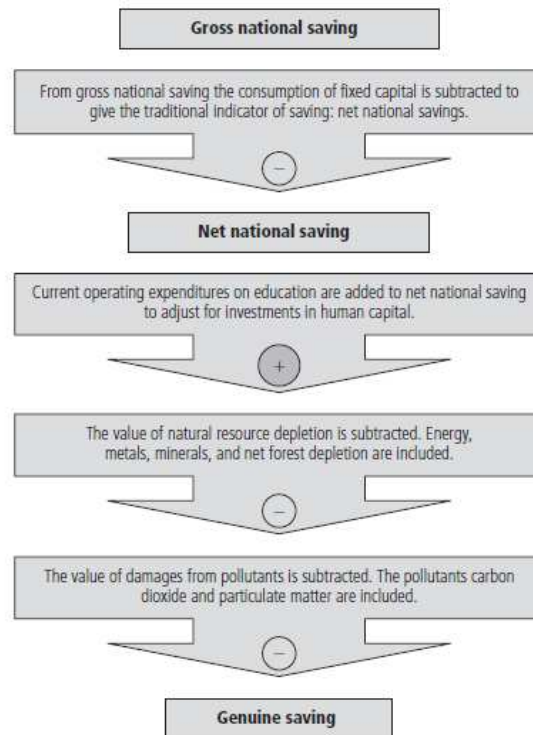 Gross national saving
From gross national saving the consumption of fixed capital is subtracted to
give the traditional indicator of saving: net national savings.
−
Net national saving
Current operating expenditures on education are added to net national saving
to adjust for investments in human capital.
+
The value of natural resource depletion is subtracted. Energy,
metals, minerals, and net forest depletion are included.
−
The value of damages from pollutants is subtracted. The pollutants carbon
dioxide and particulate matter are included.
−
Genuine saving